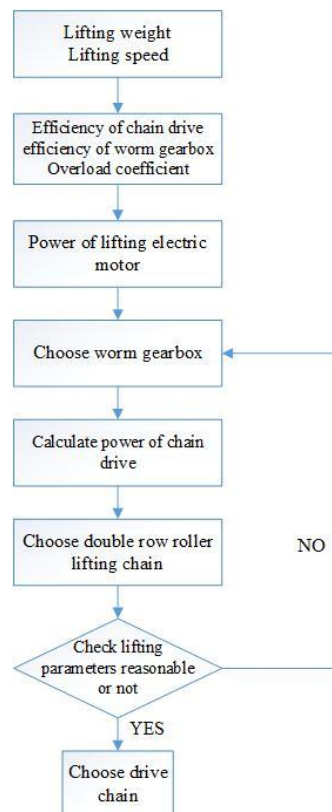 Lifting weight
Lifting speed
Efficiency of chain drive
efficiency of worm gearbox
Overload coefficient
Power of lifting electric
motor
Choose worm gearbox
Calculate power of chain
drive
Choose double row roller
lifting chain
NO
Check lifting
parameters reasonable
or not
YES
Choose drive
chain